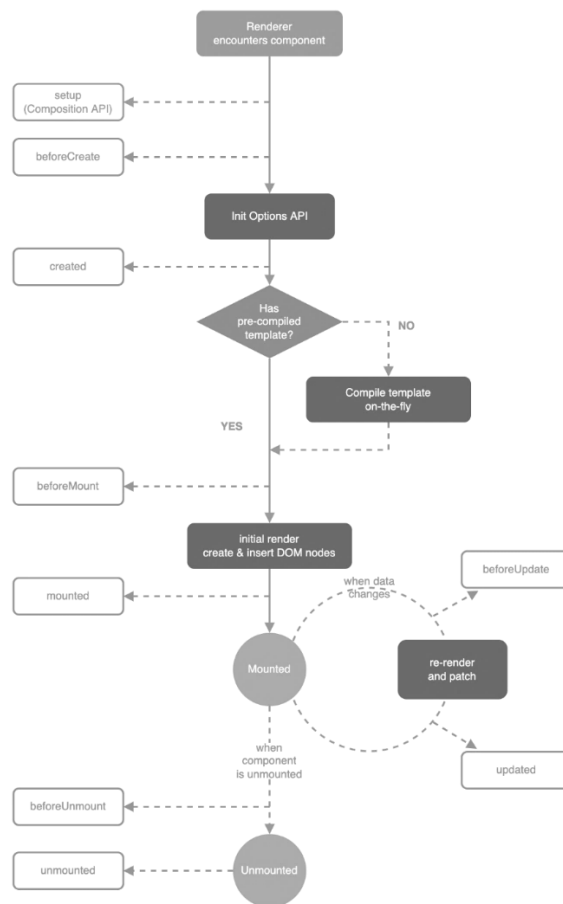 Renderer
encounters component
setup
(Composition API)
beforeCreate
Init Options API
created
Has
pre-compiled
template?
NO
Compile template
on-the-fly
YES
beforeMount
initial render
create & insert DOM nodes
beforeUpdate
when data
changes
mounted
Mounted
re-render
and patch
when
component
is unmounted
updated
beforeUnmount
unmounted
Unmounted